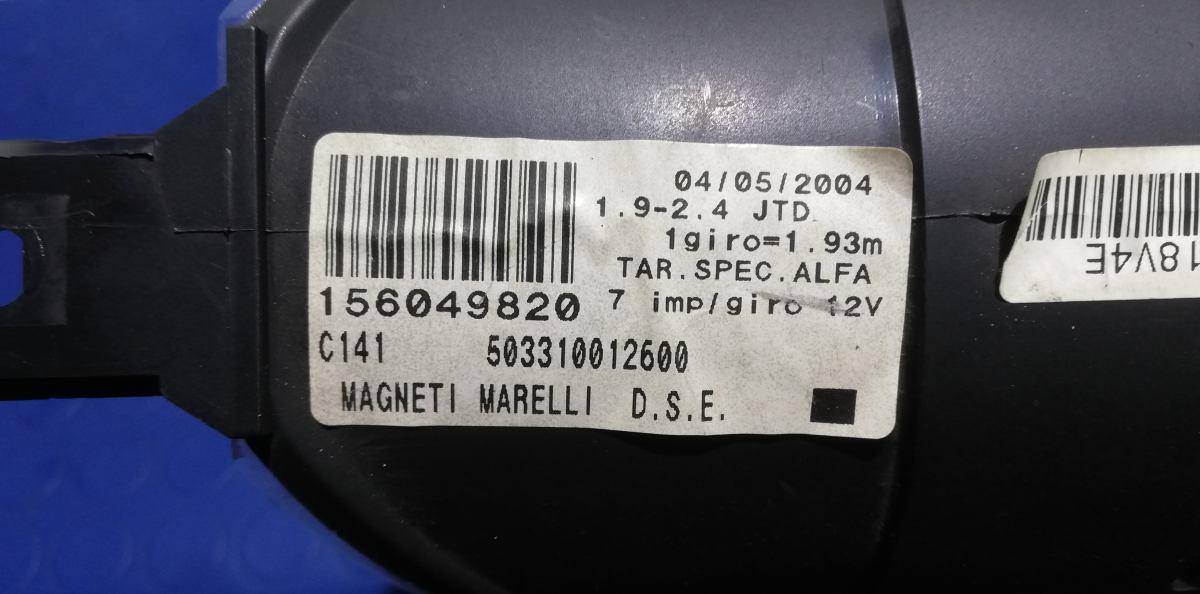 04/05/2004
1.9-2.4 JTD
1giro=1.93m
TAR.SPEC.ALFA
156049820 7 imp/giro 12V
C141 503310012600
MAGNETI MARELLI D.S.E.
18V4E